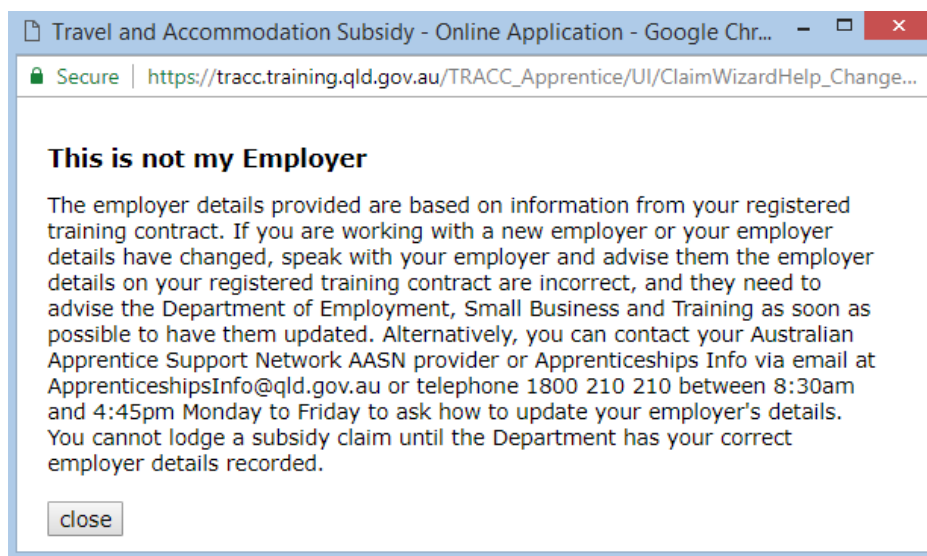 Travel and Accommodation Subsidy - Online Application - Google Chr...
Secure | https://tracc.training.qld.gov.au/TRACC_Apprentice/UI/ClaimWizardHelp_Change...
This is not my Employer
The employer details provided are based on information from your registered
training contract. If you are working with a new employer or your employer
details have changed, speak with your employer and advise them the employer
details on your registered training contract are incorrect, and they need to
advise the Department of Employment, Small Business and Training as soon as
possible to have them updated. Alternatively, you can contact your Australian
Apprentice Support Network AASN provider or Apprenticeships Info via email at
ApprenticeshipsInfo@qld.gov.au or telephone 1800 210 210 between 8:30am
and 4:45pm Monday to Friday to ask how to update your employer's details.
You cannot lodge a subsidy claim until the Department has your correct
employer details recorded.
close